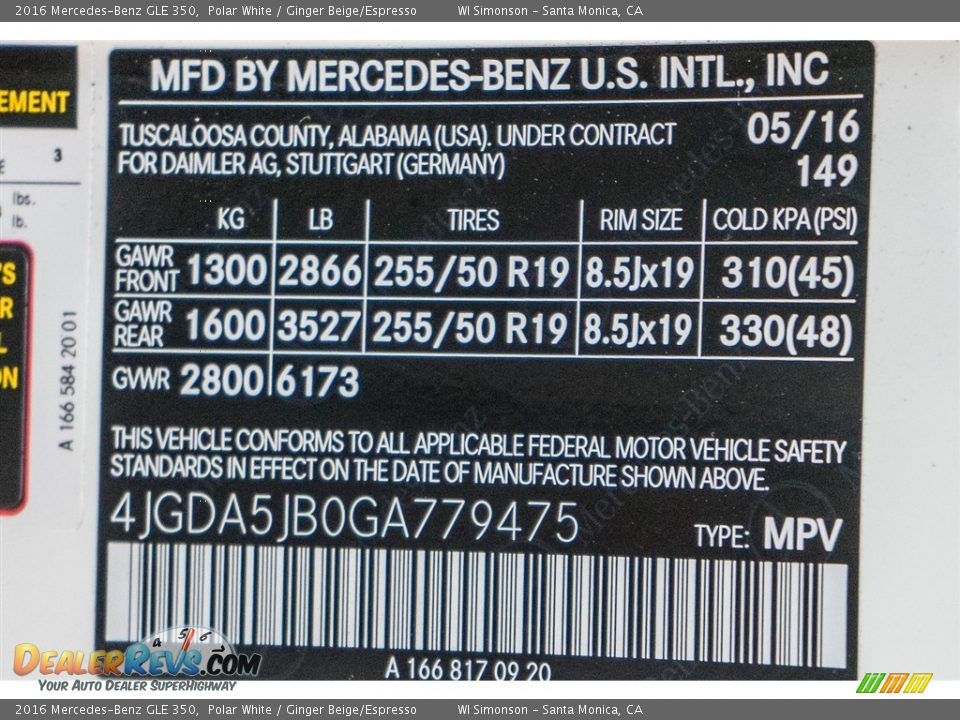 2016 Mercedes-Benz GLE 350,  Polar White / Ginger Beige/Espresso        WI Simonson - Santa Monica, CA
EMENT
3
lbs.
lb.
MFD BY MERCEDES-BENZ U.S. INTL., INC
TUSCALOOSA COUNTY, ALABAMA (USA). UNDER CONTRACT 05/16
FOR DAIMLER AG, STUTTGART (GERMANY) 149
KG LB TIRES RIM SIZE COLD KPA (PSI)
GAWR FRONT 1300 2866 255/50 R19 8.5Jx19 310(45)
GAWR REAR 1600 3527 255/50 R19 8.5Jx19 330(48)
GVWR 2800 6173
THIS VEHICLE CONFORMS TO ALL APPLICABLE FEDERAL MOTOR VEHICLE SAFETY
STANDARDS IN EFFECT ON THE DATE OF MANUFACTURE SHOWN ABOVE.
4JGDA5JB0GA779475 TYPE: MPV
A 166 817 09 20
A 166 584 20 01
4 5 6
DEALERREVS.COM
YOUR AUTO DEALER SUPERHIGHWAY
2016 Mercedes-Benz GLE 350,  Polar White / Ginger Beige/Espresso        WI Simonson - Santa Monica, CA